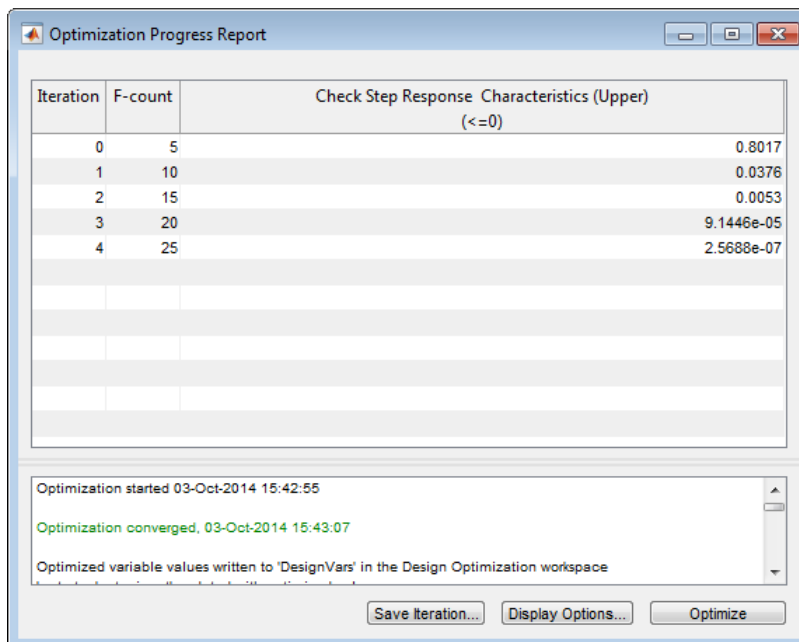 Optimization Progress Report
Iteration F-count Check Step Response Characteristics (Upper)
(<=0)
0 5 0.8017
1 10 0.0376
2 15 0.0053
3 20 9.1446e-05
4 25 2.5688e-07
Optimization started 03-Oct-2014 15:42:55
Optimization converged, 03-Oct-2014 15:43:07
Optimized variable values written to 'DesignVars' in the Design Optimization workspace
Save Iteration... Display Options... Optimize